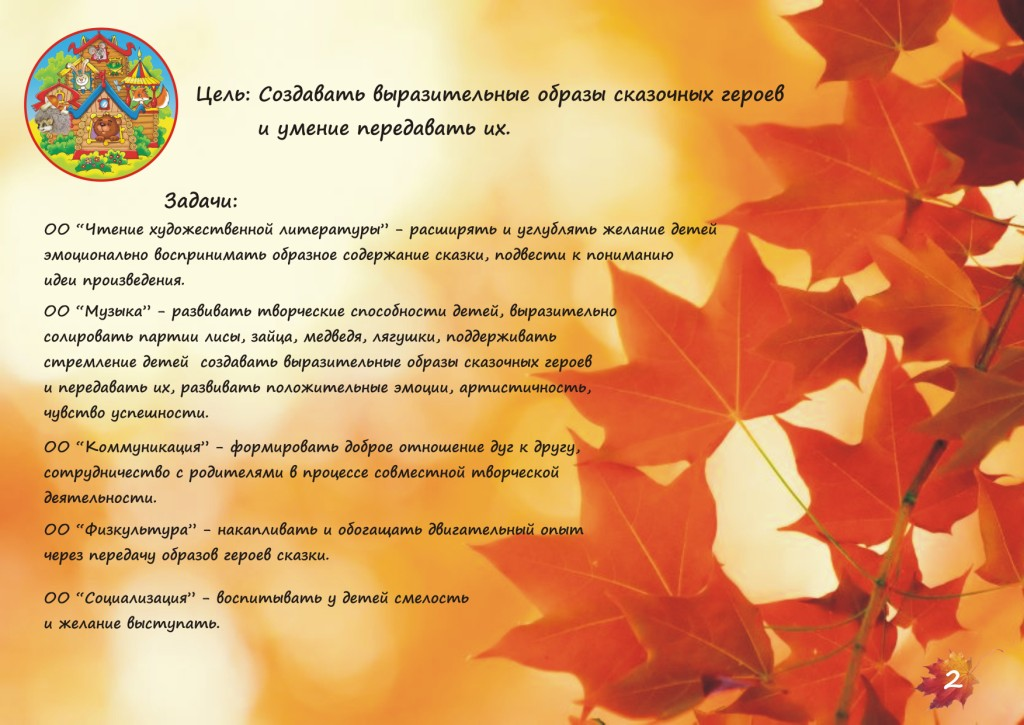 Цель: Создавать выразительные образы сказочных героев
и умение передавать их.
Задачи:
ОО “Чтение художественной литературы” - расширять и углублять желание детей
эмоционально воспринимать образное содержание сказки, подвести к пониманию
идеи произведения.
ОО “Музыка” - развивать творческие способности детей, выразительно
солировать партии лисы, зайца, медведя, лягушки, поддерживать
стремление детей создавать выразительные образы сказочных героев
и передавать их, развивать положительные эмоции, артистичность,
чувство успешности.
ОО “Коммуникация” - формировать доброе отношение дуг к другу,
сотрудничество с родителями в процессе совместной творческой
деятельности.
ОО “Физкультура” - накапливать и обогащать двигательный опыт
через передачу образов героев сказки.
ОО “Социализация” - воспитывать у детей смелость
и желание выступать.
2